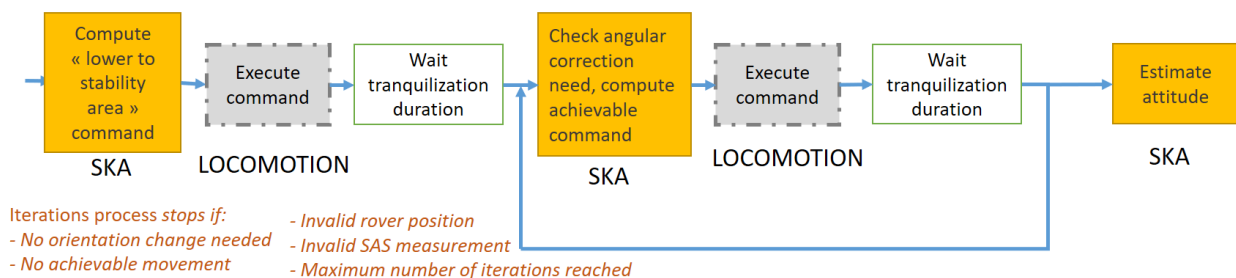 Compute
« lower to
stability
area »
command
SKA
Execute
command
LOCOMOTION
Wait
tranquilization
duration
Check angular
correction
need, compute
achievable
command
SKA
Execute
command
LOCOMOTION
Wait
tranquilization
duration
Estimate
attitude
SKA
Iterations process stops if:
- No orientation change needed
- No achievable movement
- Invalid rover position
- Invalid SAS measurement
- Maximum number of iterations reached